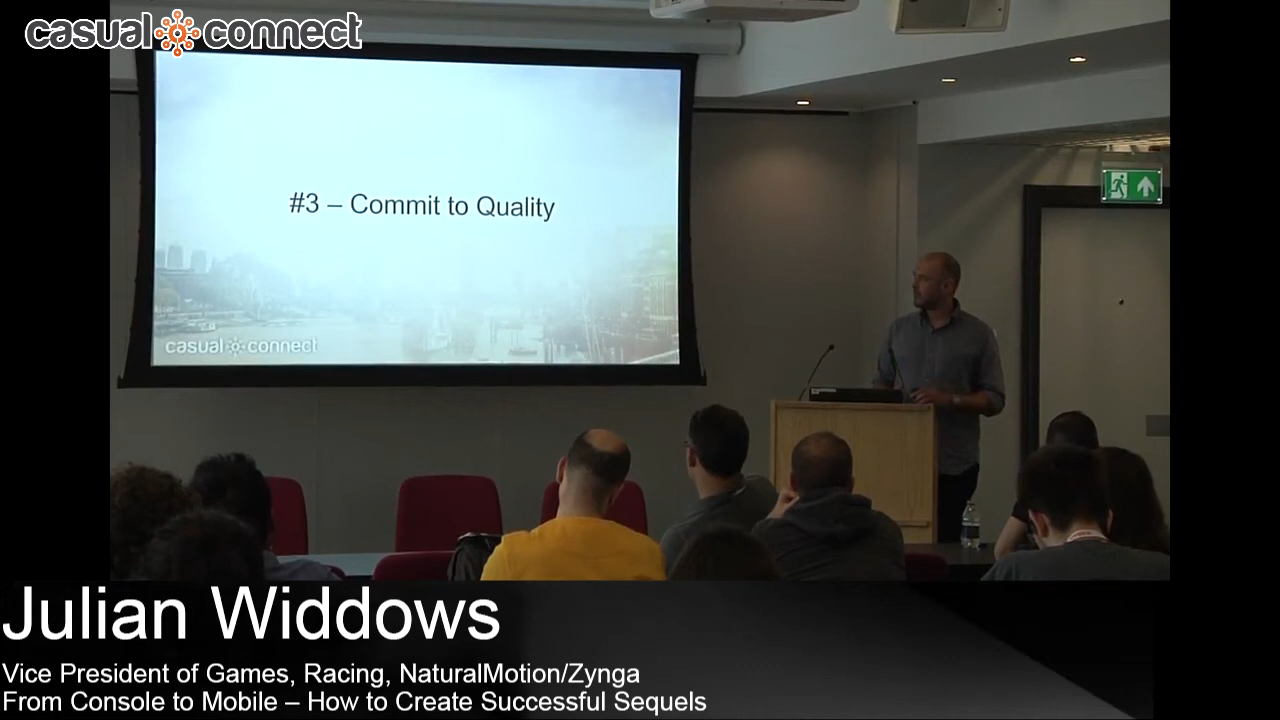 casual connect
#3 – Commit to Quality
casual connect
Julian Widdows
Vice President of Games, Racing, NaturalMotion/Zynga
From Console to Mobile – How to Create Successful Sequels